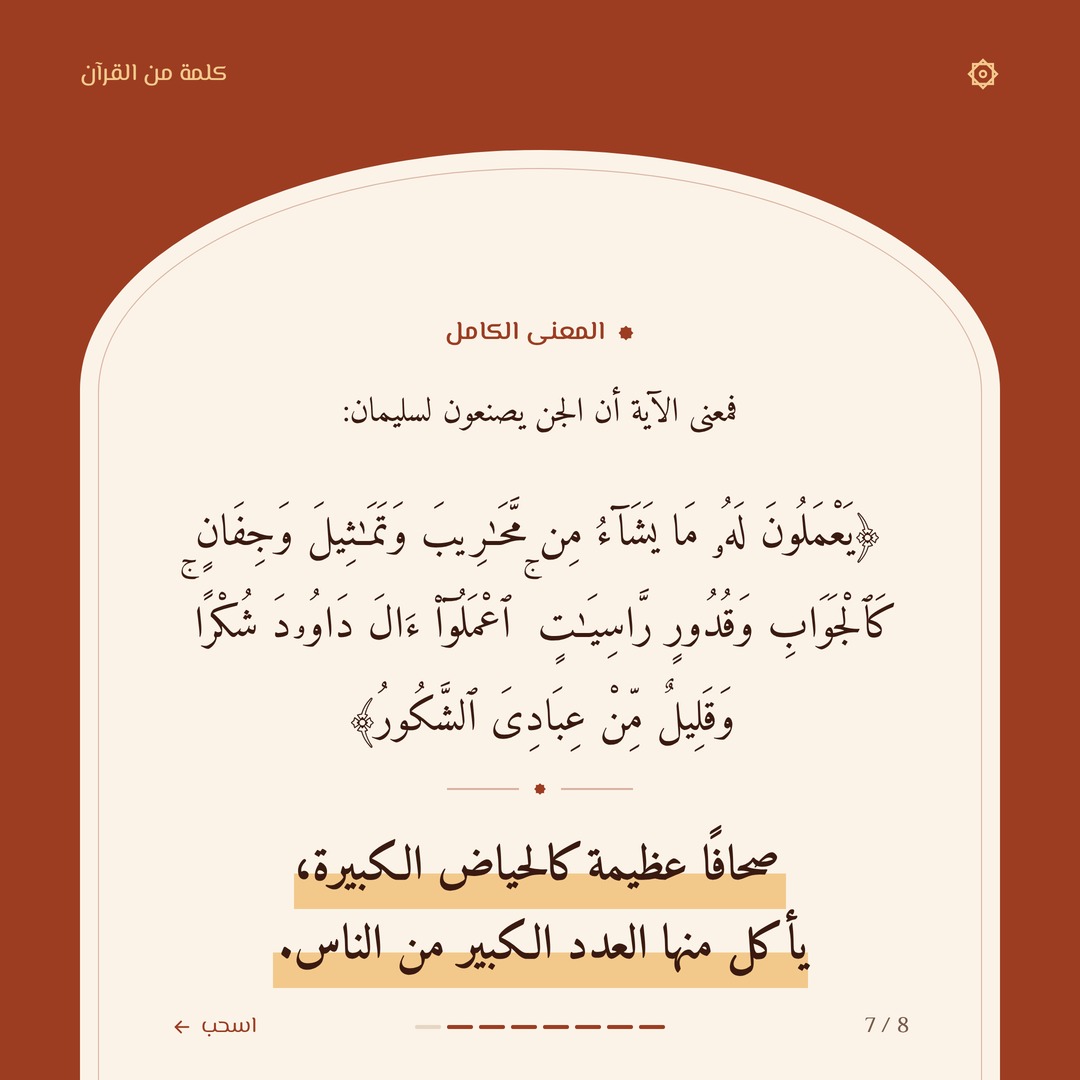 كلمة من القرآن
المعنى الكامل
فمعنى الآية أن الجن يصنعون لسليمان:
﴿يَعْمَلُونَ لَهُۥ مَا يَشَآءُ مِن مَّحَـٰرِيبَ وَتَمَـٰثِيلَ وَجِفَانٍۢ
كَٱلْجَوَابِ وَقُدُورٍۢ رَّاسِيَـٰتٍ ۚ ٱعْمَلُوٓا۟ ءَالَ دَاوُۥدَ شُكْرًۭا ۚ
وَقَلِيلٌۭ مِّنْ عِبَادِىَ ٱلشَّكُورُ﴾
صحافًا عظيمة كالحياض الكبيرة،
يأكل منها العدد الكبير من الناس.
7 / 8
اسحب ←